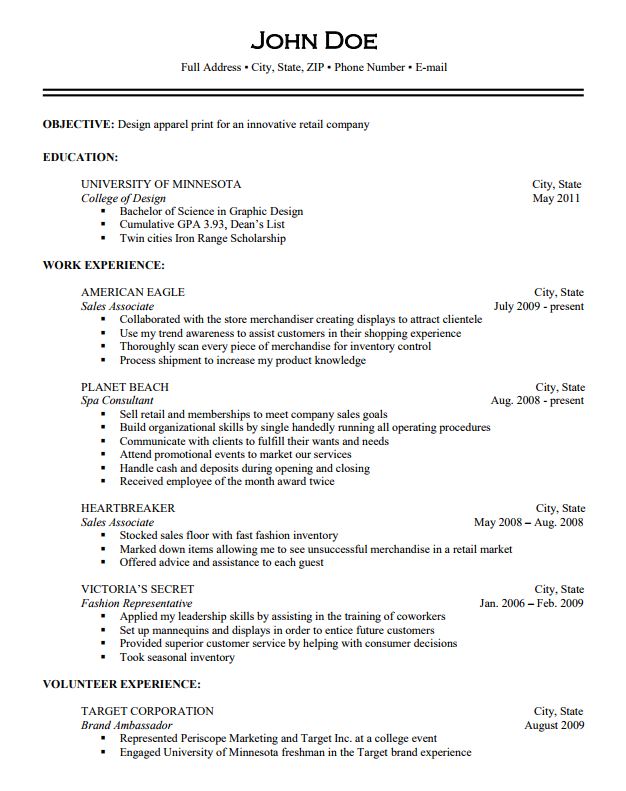 JOHN DOE
Full Address • City, State, ZIP • Phone Number • E-mail
OBJECTIVE: Design apparel print for an innovative retail company
EDUCATION:
UNIVERSITY OF MINNESOTA City, State
College of Design May 2011
▪ Bachelor of Science in Graphic Design
▪ Cumulative GPA 3.93, Dean's List
▪ Twin cities Iron Range Scholarship
WORK EXPERIENCE:
AMERICAN EAGLE City, State
Sales Associate July 2009 - present
▪ Collaborated with the store merchandiser creating displays to attract clientele
▪ Use my trend awareness to assist customers in their shopping experience
▪ Thoroughly scan every piece of merchandise for inventory control
▪ Process shipment to increase my product knowledge
PLANET BEACH City, State
Spa Consultant Aug. 2008 - present
▪ Sell retail and memberships to meet company sales goals
▪ Build organizational skills by single handedly running all operating procedures
▪ Communicate with clients to fulfill their wants and needs
▪ Attend promotional events to market our services
▪ Handle cash and deposits during opening and closing
▪ Received employee of the month award twice
HEARTBREAKER City, State
Sales Associate May 2008 – Aug. 2008
▪ Stocked sales floor with fast fashion inventory
▪ Marked down items allowing me to see unsuccessful merchandise in a retail market
▪ Offered advice and assistance to each guest
VICTORIA'S SECRET City, State
Fashion Representative Jan. 2006 – Feb. 2009
▪ Applied my leadership skills by assisting in the training of coworkers
▪ Set up mannequins and displays in order to entice future customers
▪ Provided superior customer service by helping with consumer decisions
▪ Took seasonal inventory
VOLUNTEER EXPERIENCE:
TARGET CORPORATION City, State
Brand Ambassador August 2009
▪ Represented Periscope Marketing and Target Inc. at a college event
▪ Engaged University of Minnesota freshman in the Target brand experience